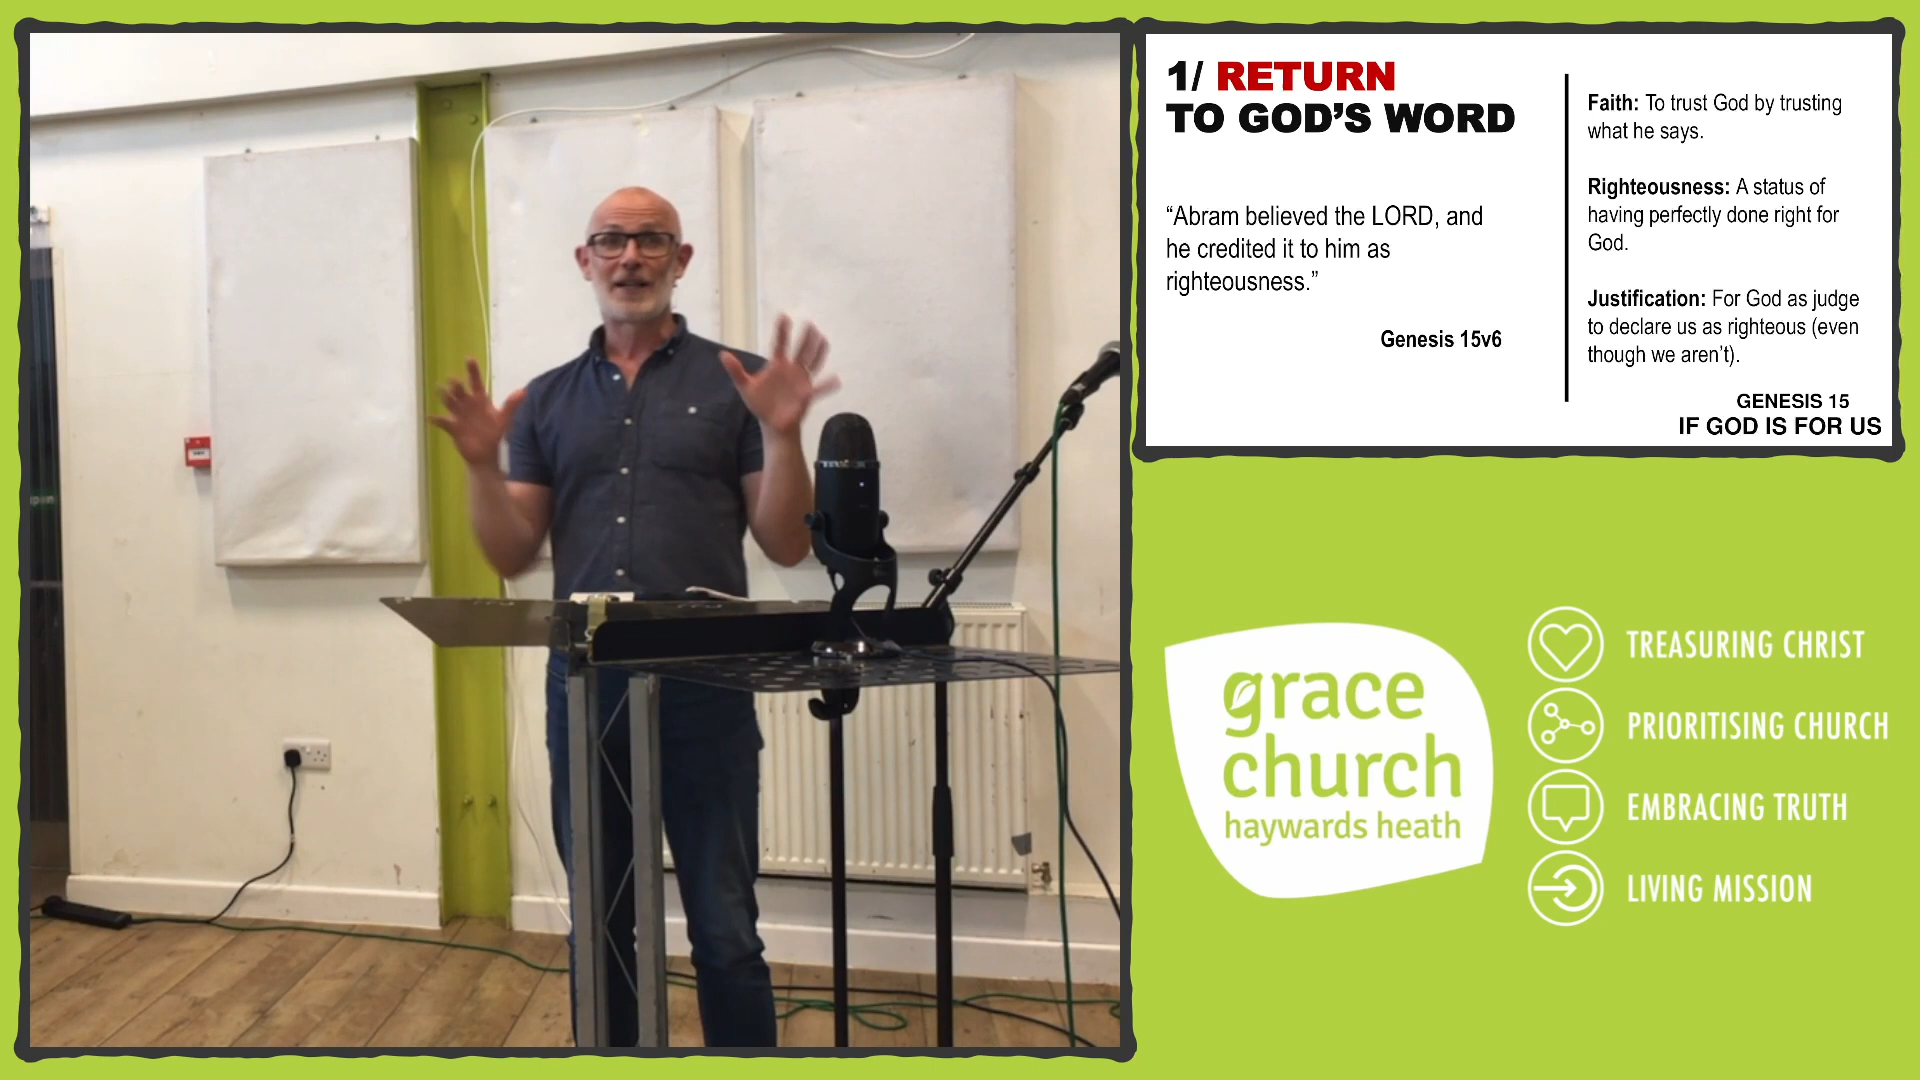 1/ RETURN
TO GOD’S WORD
“Abram believed the LORD, and
he credited it to him as
righteousness.”
Genesis 15v6
Faith: To trust God by trusting
what he says.
Righteousness: A status of
having perfectly done right for
God.
Justification: For God as judge
to declare us as righteous (even
though we aren’t).
GENESIS 15
IF GOD IS FOR US
grace
church
haywards heath
TREASURING CHRIST
PRIORITISING CHURCH
EMBRACING TRUTH
LIVING MISSION